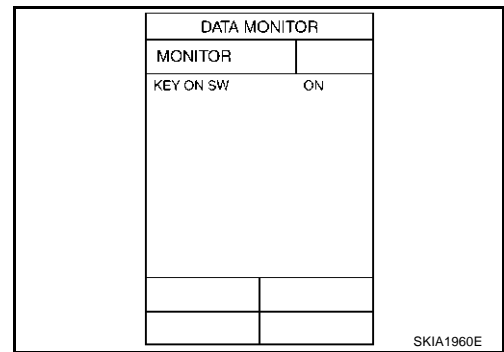 DATA MONITOR
MONITOR
KEY ON SW ON
SKIA1960E